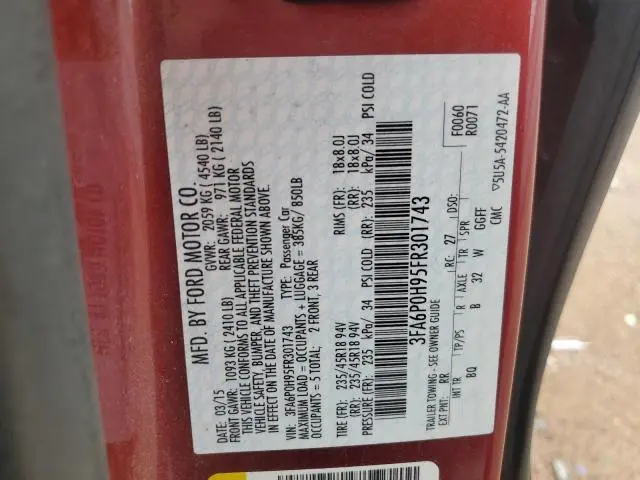 MFD. BY FORD MOTOR CO.
DATE: 03/15 GVWR: 2059 KG ( 4540 LB)
FRONT GAWR: 1093 KG ( 2410 LB) REAR GAWR: 971 KG ( 2140 LB)
THIS VEHICLE CONFORMS TO ALL APPLICABLE FEDERAL MOTOR
VEHICLE SAFETY, BUMPER, AND THEFT PREVENTION STANDARDS
IN EFFECT ON THE DATE OF MANUFACTURE SHOWN ABOVE.
VIN: 3FA6P0H95FR301743 TYPE: Passenger Car
MAXIMUM LOAD = OCCUPANTS + LUGGAGE = 385KG/ 850LB
OCCUPANTS = 5 TOTAL: 2 FRONT, 3 REAR
TIRE (FR): 235/45R18 94V RIMS (FR): 18x8.0J
(RR): 235/45R18 94V (RR): 18x8.0J
PRESSURE (FR): 235 kPa/ 34 PSI COLD (RR): 235 kPa/ 34 PSI COLD
3FA6P0H95FR301743
TRAILER TOWING - SEE OWNER GUIDE
EXT PNT: RR RC: 27 DSO: F0060
R0071
INT TR TP/PS R AXLE TR SPR
BQ B 32 W GGFF
CMC 5U5A-5420472-AA